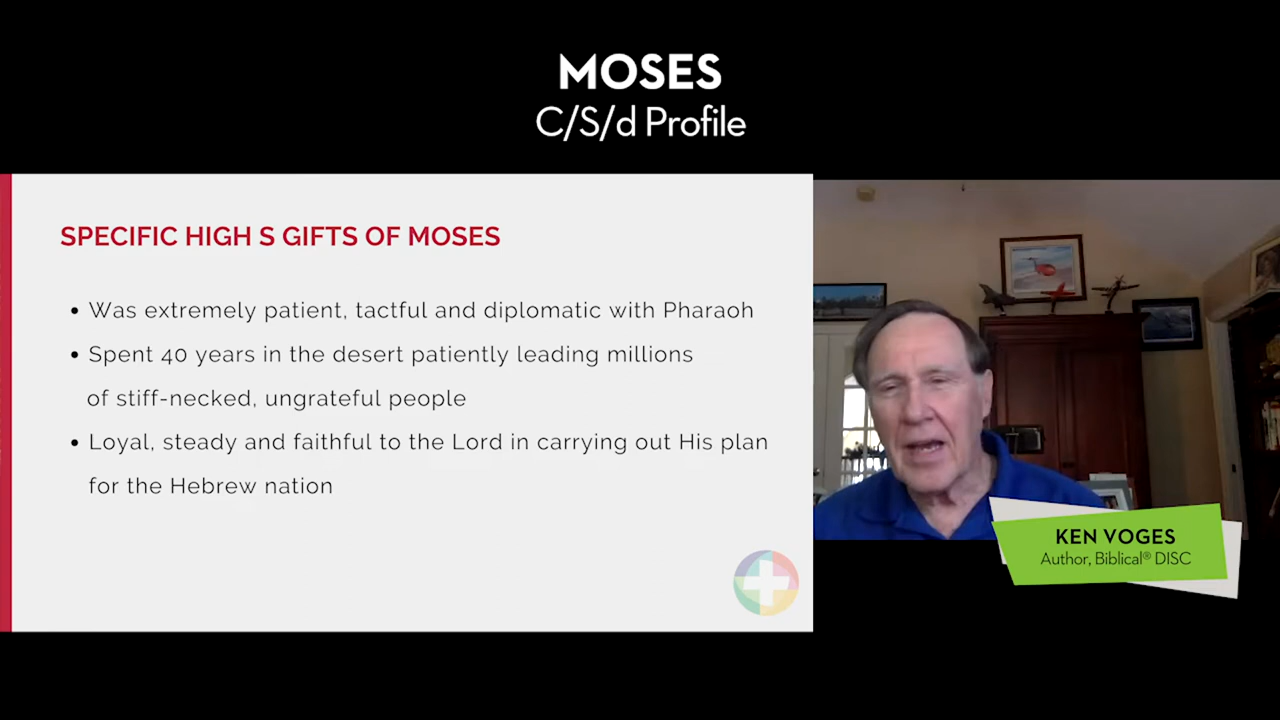 MOSES
C/S/d Profile
SPECIFIC HIGH S GIFTS OF MOSES
• Was extremely patient, tactful and diplomatic with Pharaoh
• Spent 40 years in the desert patiently leading millions
of stiff-necked, ungrateful people
• Loyal, steady and faithful to the Lord in carrying out His plan
for the Hebrew nation
KEN VOGES
Author, Biblical® DISC